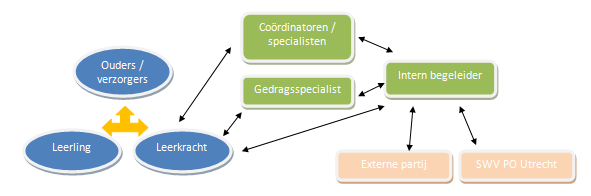 Coördinatoren /
specialisten
Ouders /
verzorgers
Intern begeleider
Gedragsspecialist
Leerling
Leerkracht
Externe partij
SWV PO Utrecht